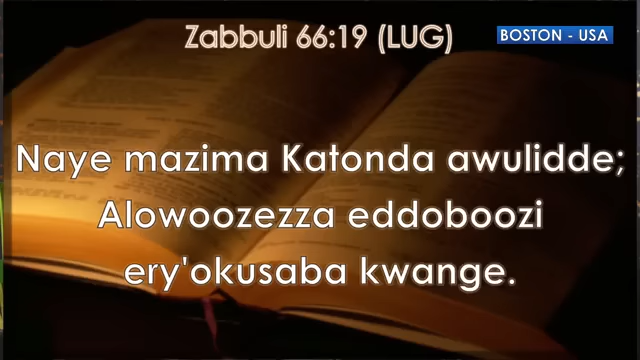 Zabbuli 66:19 (LUG)
BOSTON - USA
Naye mazima Katonda awulidde;
Alowoozezza eddoboozi
ery'okusaba kwange.